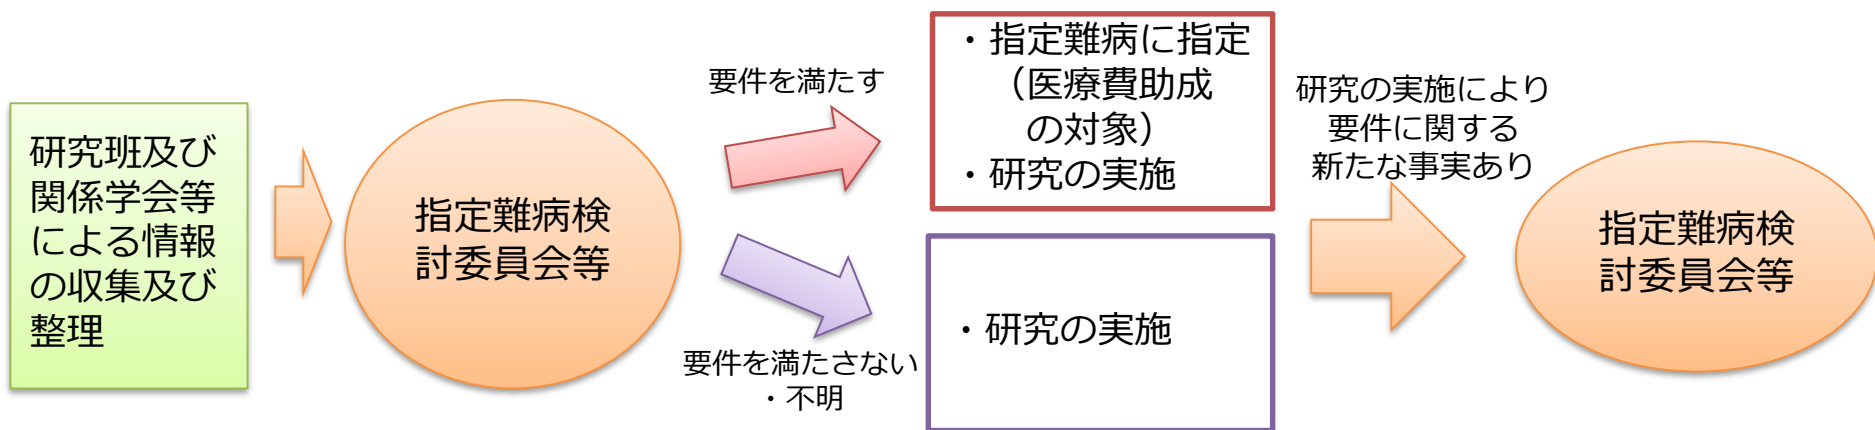 研究班及び
関係学会等
による情報
の収集及び
整理
指定難病検
討委員会等
要件を満たす
・指定難病に指定
（医療費助成
の対象）
・研究の実施
要件を満たさない
・不明
・研究の実施
研究の実施により
要件に関する
新たな事実あり
指定難病検
討委員会等